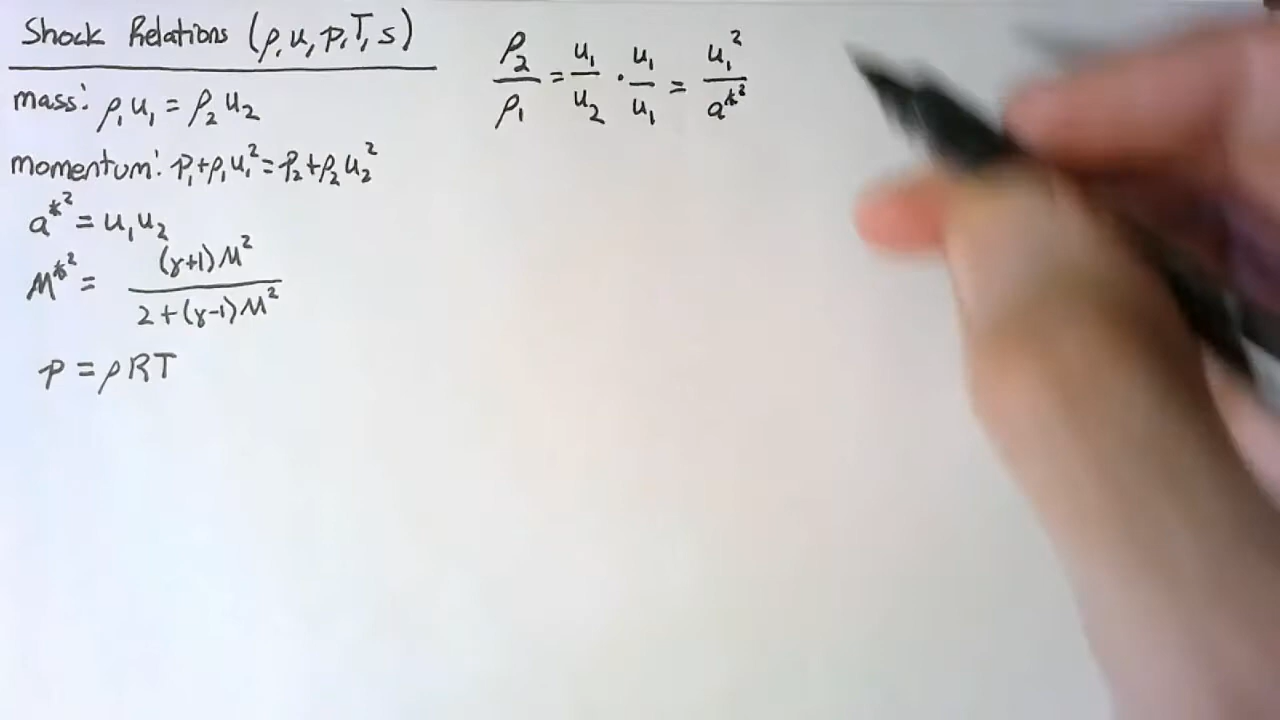 Shock Relations (ρ, u, p, T, s)
mass: ρ₁u₁ = ρ₂u₂
momentum: p₁+ρ₁u₁² = p₂+ρ₂u₂²
a*² = u₁u₂
M*² = (γ+1)M² / 2+(γ-1)M²
p = ρRT
ρ₂/ρ₁ = u₁/u₂ · u₁/u₁ = u₁²/a*²